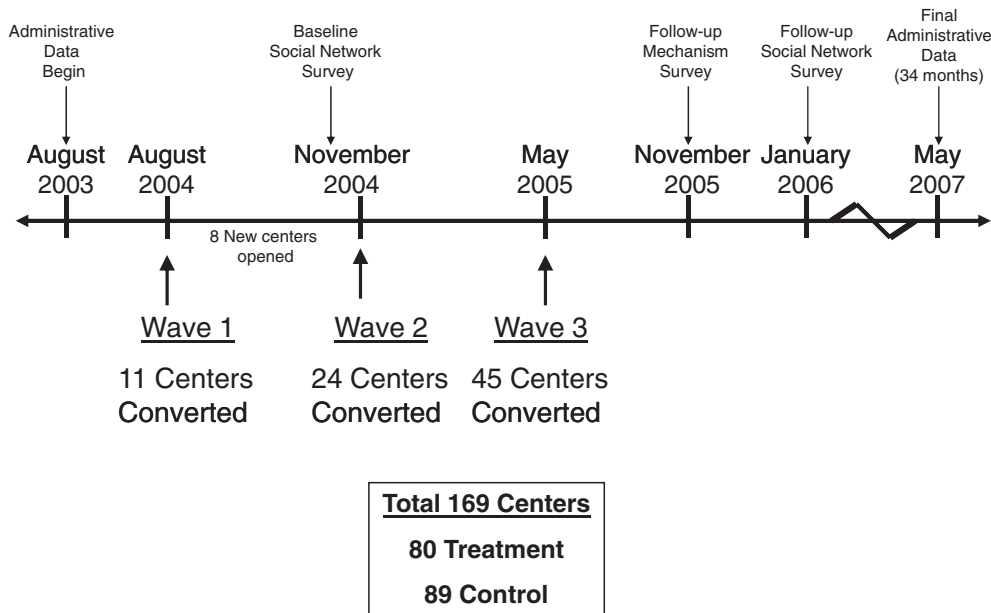 Administrative
Data
Begin
Baseline
Social Network
Survey
Follow-up
Mechanism
Survey
Follow-up
Social Network
Survey
Final
Administrative
Data
(34 months)
August
2003
August
2004
November
2004
May
2005
November
2005
January
2006
May
2007
8 New centers
opened
Wave 1
11 Centers
Converted
Wave 2
24 Centers
Converted
Wave 3
45 Centers
Converted
Total 169 Centers
80 Treatment
89 Control